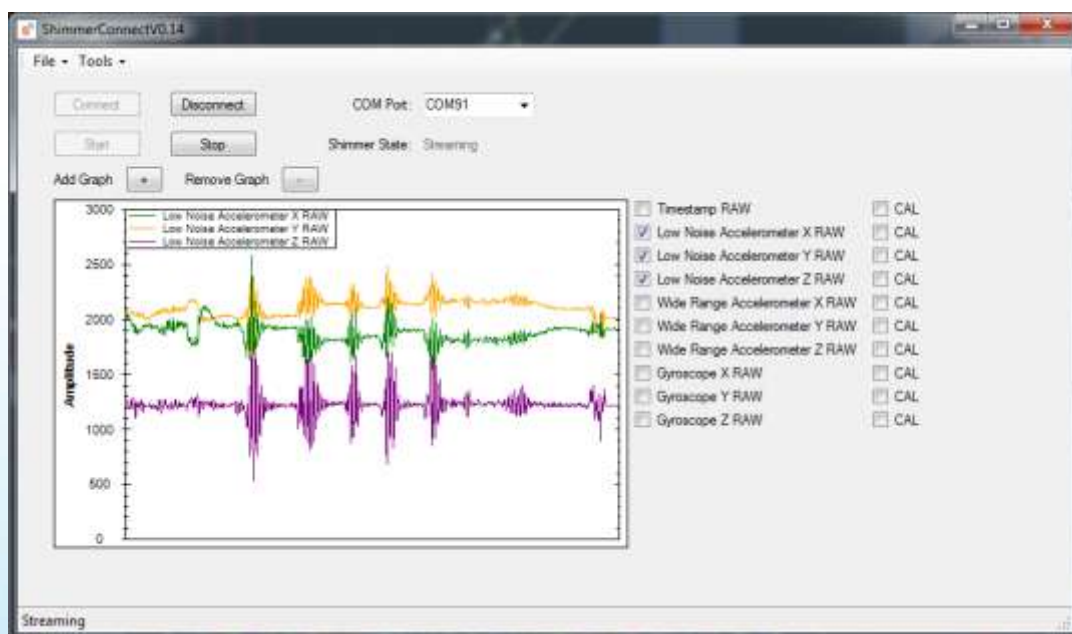 ShimmerConnectV0.14
File Tools
Connect Disconnect COM Port: COM91
Start Stop Shimmer State: Streaming
Add Graph + Remove Graph -
3000
Low Noise Accelerometer X RAW
Low Noise Accelerometer Y RAW
Low Noise Accelerometer Z RAW
2500
2000
1500
1000
500
0
Amplitude
Timestamp RAW CAL
Low Noise Accelerometer X RAW CAL
Low Noise Accelerometer Y RAW CAL
Low Noise Accelerometer Z RAW CAL
Wide Range Accelerometer X RAW CAL
Wide Range Accelerometer Y RAW CAL
Wide Range Accelerometer Z RAW CAL
Gyroscope X RAW CAL
Gyroscope Y RAW CAL
Gyroscope Z RAW CAL
Streaming